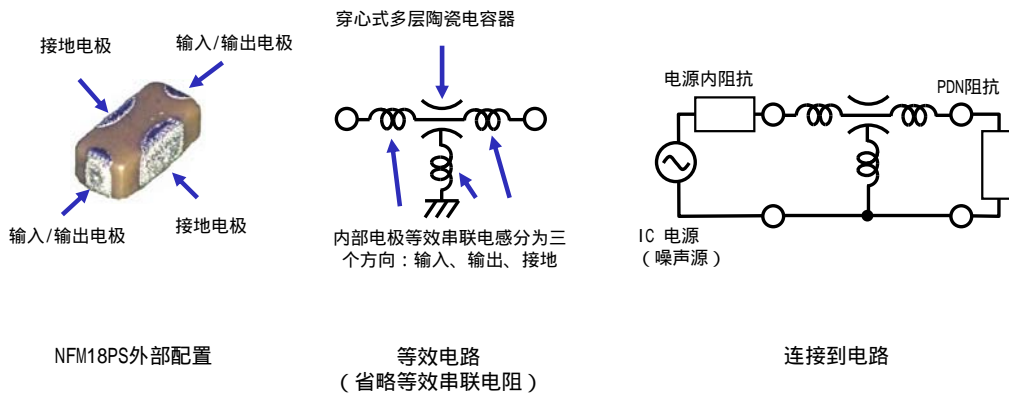 接地电极
输入/输出电极
输入/输出电极
接地电极
NFM18PS外部配置
穿心式多层陶瓷电容器
内部电极等效串联电感分为三
个方向：输入、输出、接地
等效电路
（省略等效串联电阻）
电源内阻抗
PDN阻抗
IC 电源
（噪声源）
连接到电路